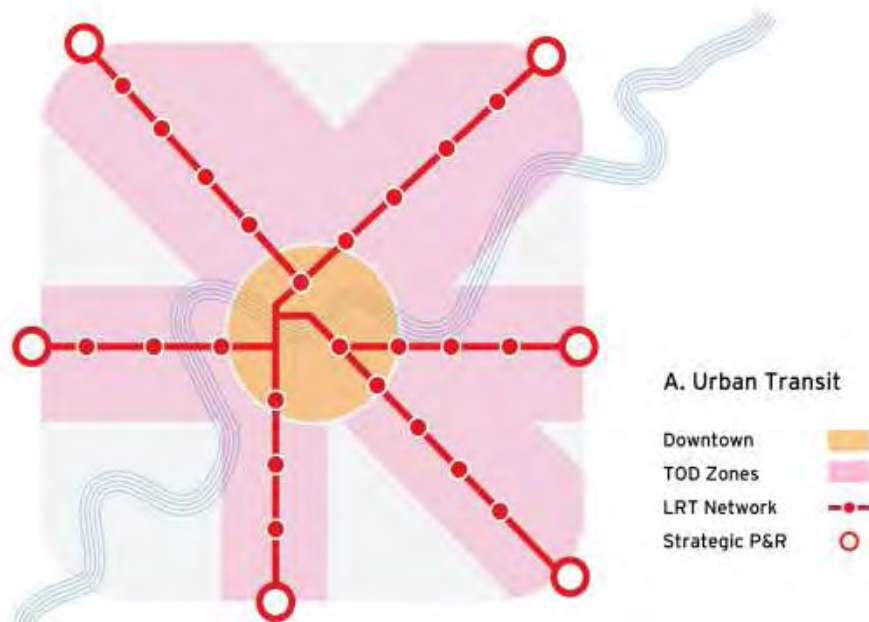 A. Urban Transit
Downtown
TOD Zones
LRT Network
Strategic P&R